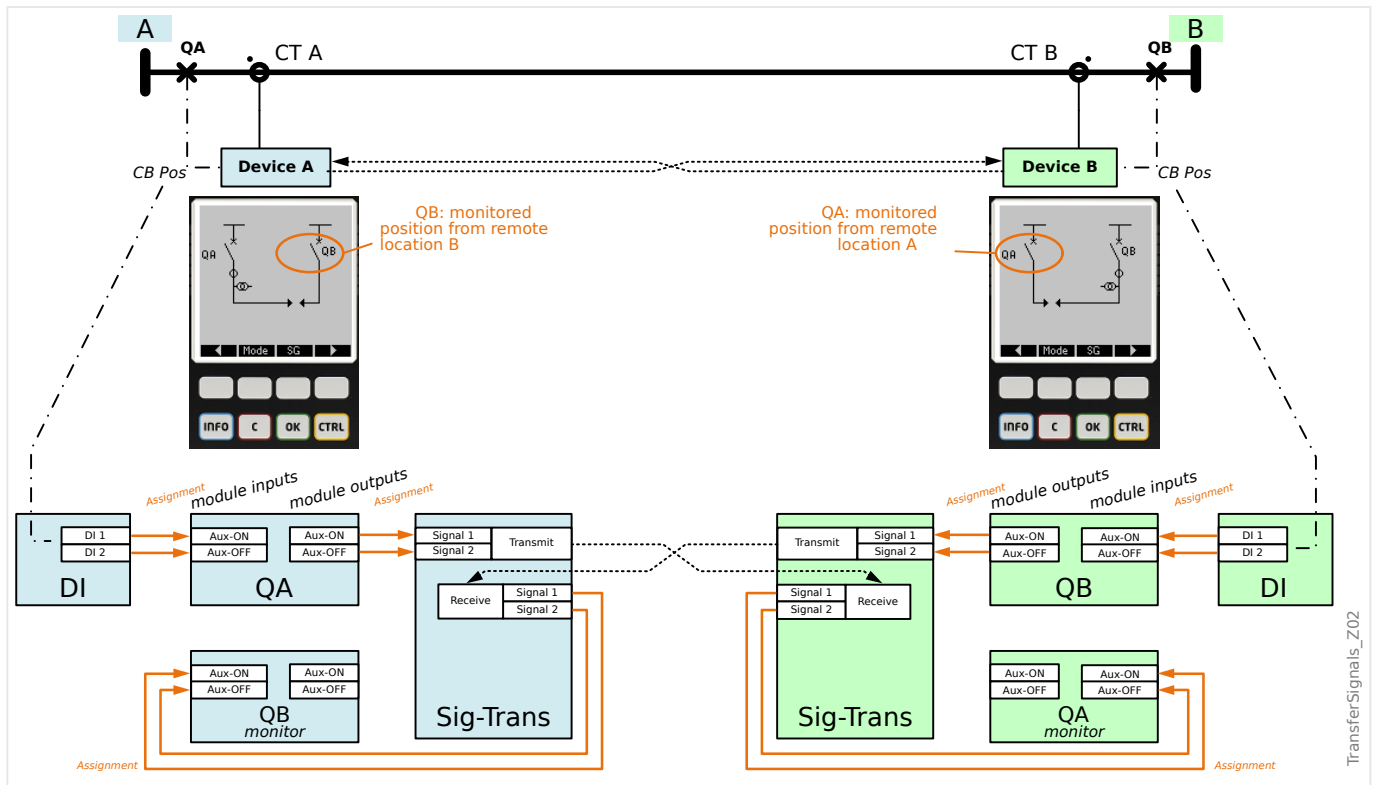 A
B
QA
CT A
CT B
QB
Device A
Device B
CB Pos
CB Pos
QB: monitored
position from remote
location B
QA: monitored
position from remote
location A
QA
QB
Mode
SG
INFO
C
OK
CTRL
QA
QB
Mode
SG
INFO
C
OK
CTRL
Assignment
module inputs
module outputs
Assignment
DI 1
DI 2
DI
Aux-ON
Aux-OFF
Aux-ON
Aux-OFF
QA
Signal 1
Signal 2
Transmit
Receive
Signal 1
Signal 2
Sig-Trans
Aux-ON
Aux-OFF
Aux-ON
Aux-OFF
QB
monitor
Assignment
Assignment
module outputs
module inputs
Assignment
Transmit
Signal 1
Signal 2
Signal 1
Signal 2
Receive
Sig-Trans
Aux-ON
Aux-OFF
Aux-ON
Aux-OFF
QB
DI 1
DI 2
DI
Aux-ON
Aux-OFF
Aux-ON
Aux-OFF
QA
monitor
Assignment
TransferSignals_Z02